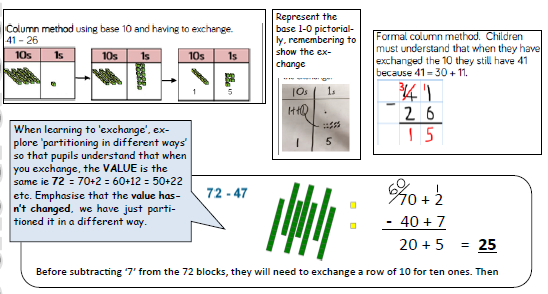 Column method using base 10 and having to exchange.
41 – 26
10s 1s 10s 1s 10s 1s
1 5
Represent the
base 1-0 pictorial-
ly, remembering to
show the ex-
change
10s 1s
1 5
Formal column method. Children
must understand that when they have
exchanged the 10 they still have 41
because 41 = 30 + 11.
3 4 1 1
- 2 6
1 5
When learning to 'exchange', ex-
plore 'partitioning in different ways'
so that pupils understand that when
you exchange, the VALUE is the
same ie 72 = 70+2 = 60+12 = 50+22
etc. Emphasise that the value has-
n't changed, we have just parti-
tioned it in a different way.
72 - 47
60 1
70 + 2
- 40 + 7
20 + 5 = 25
Before subtracting '7' from the 72 blocks, they will need to exchange a row of 10 for ten ones. Then